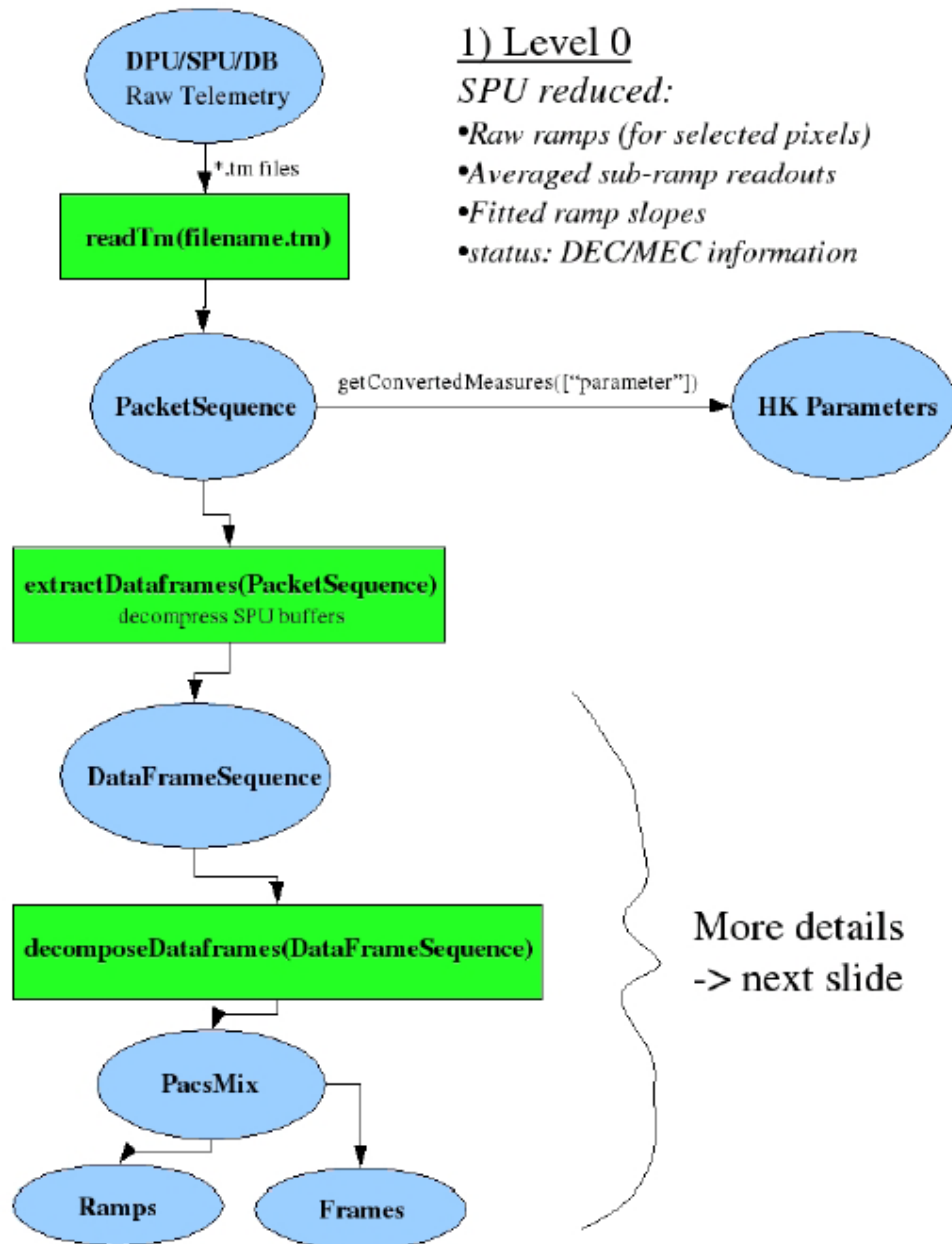 DPU/SPU/DB
Raw Telemetry
1) Level 0
SPU reduced:
•Raw ramps (for selected pixels)
•Averaged sub-ramp readouts
•Fitted ramp slopes
•status: DEC/MEC information
*.tm files
readTm(filename.tm)
PacketSequence
getConvertedMeasures(["parameter"])
HK Parameters
extractDataframes(PacketSequence)
decompress SPU buffers
DataFrameSequence
decomposeDataframes(DataFrameSequence)
More details
-> next slide
PacsMix
Ramps
Frames